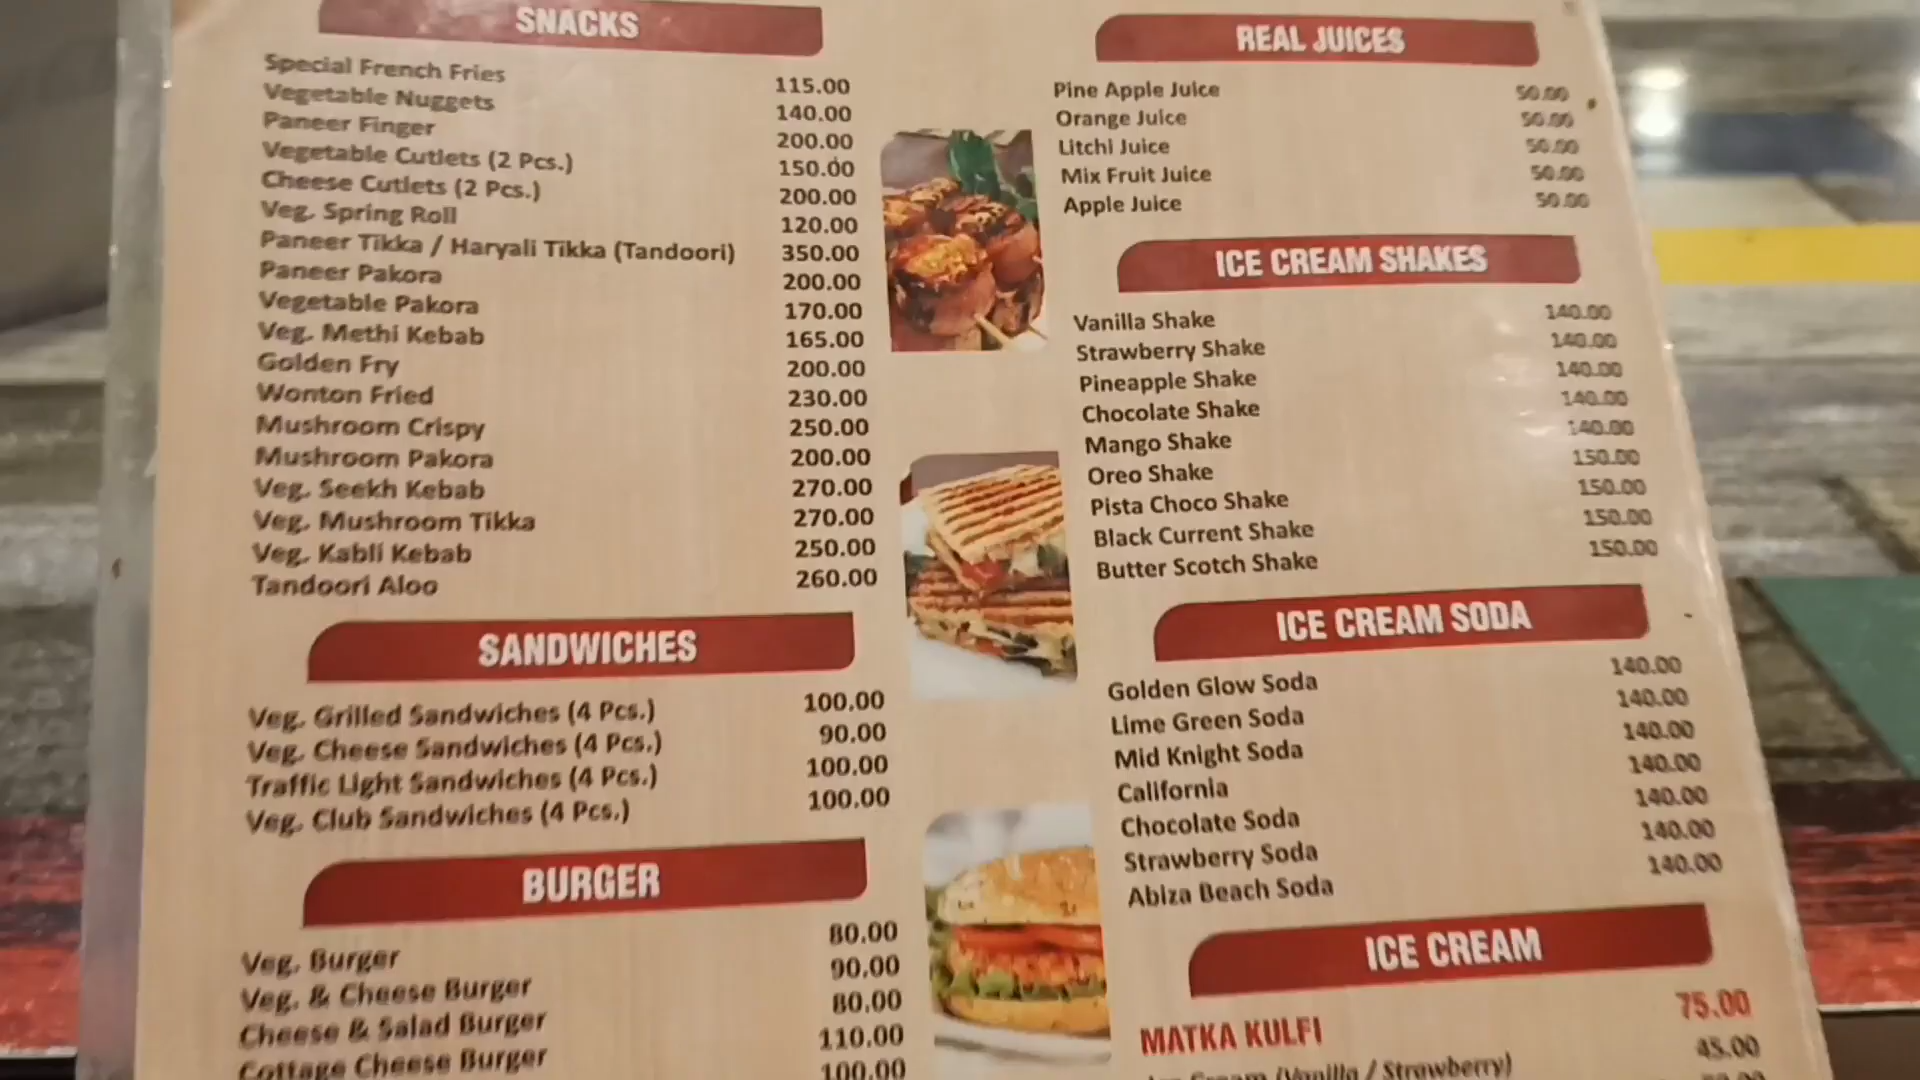 SNACKS
Special French Fries 115.00
Vegetable Nuggets 140.00
Paneer Finger 200.00
Vegetable Cutlets (2 Pcs.) 150.00
Cheese Cutlets (2 Pcs.) 200.00
Veg. Spring Roll 120.00
Paneer Tikka / Haryali Tikka (Tandoori) 350.00
Paneer Pakora 200.00
Vegetable Pakora 170.00
Veg. Methi Kebab 165.00
Golden Fry 200.00
Wonton Fried 230.00
Mushroom Crispy 250.00
Mushroom Pakora 200.00
Veg. Seekh Kebab 270.00
Veg. Mushroom Tikka 270.00
Veg. Kabli Kebab 250.00
Tandoori Aloo 260.00
SANDWICHES
Veg. Grilled Sandwiches (4 Pcs.) 100.00
Veg. Cheese Sandwiches (4 Pcs.) 90.00
Traffic Light Sandwiches (4 Pcs.) 100.00
Veg. Club Sandwiches (4 Pcs.) 100.00
BURGER
Veg. Burger 80.00
Veg. & Cheese Burger 90.00
Cheese & Salad Burger 80.00
Cottage Cheese Burger 110.00
100.00
REAL JUICES
Pine Apple Juice 50.00
Orange Juice 50.00
Litchi Juice 50.00
Mix Fruit Juice 50.00
Apple Juice 50.00
ICE CREAM SHAKES
Vanilla Shake 140.00
Strawberry Shake 140.00
Pineapple Shake 140.00
Chocolate Shake 140.00
Mango Shake 140.00
Oreo Shake 150.00
Pista Choco Shake 150.00
Black Current Shake 150.00
Butter Scotch Shake 150.00
ICE CREAM SODA
Golden Glow Soda 140.00
Lime Green Soda 140.00
Mid Knight Soda 140.00
California 140.00
Chocolate Soda 140.00
Strawberry Soda 140.00
Abiza Beach Soda 140.00
ICE CREAM
MATKA KULFI 75.00
Cream (Vanilla / Strawberry) 45.00